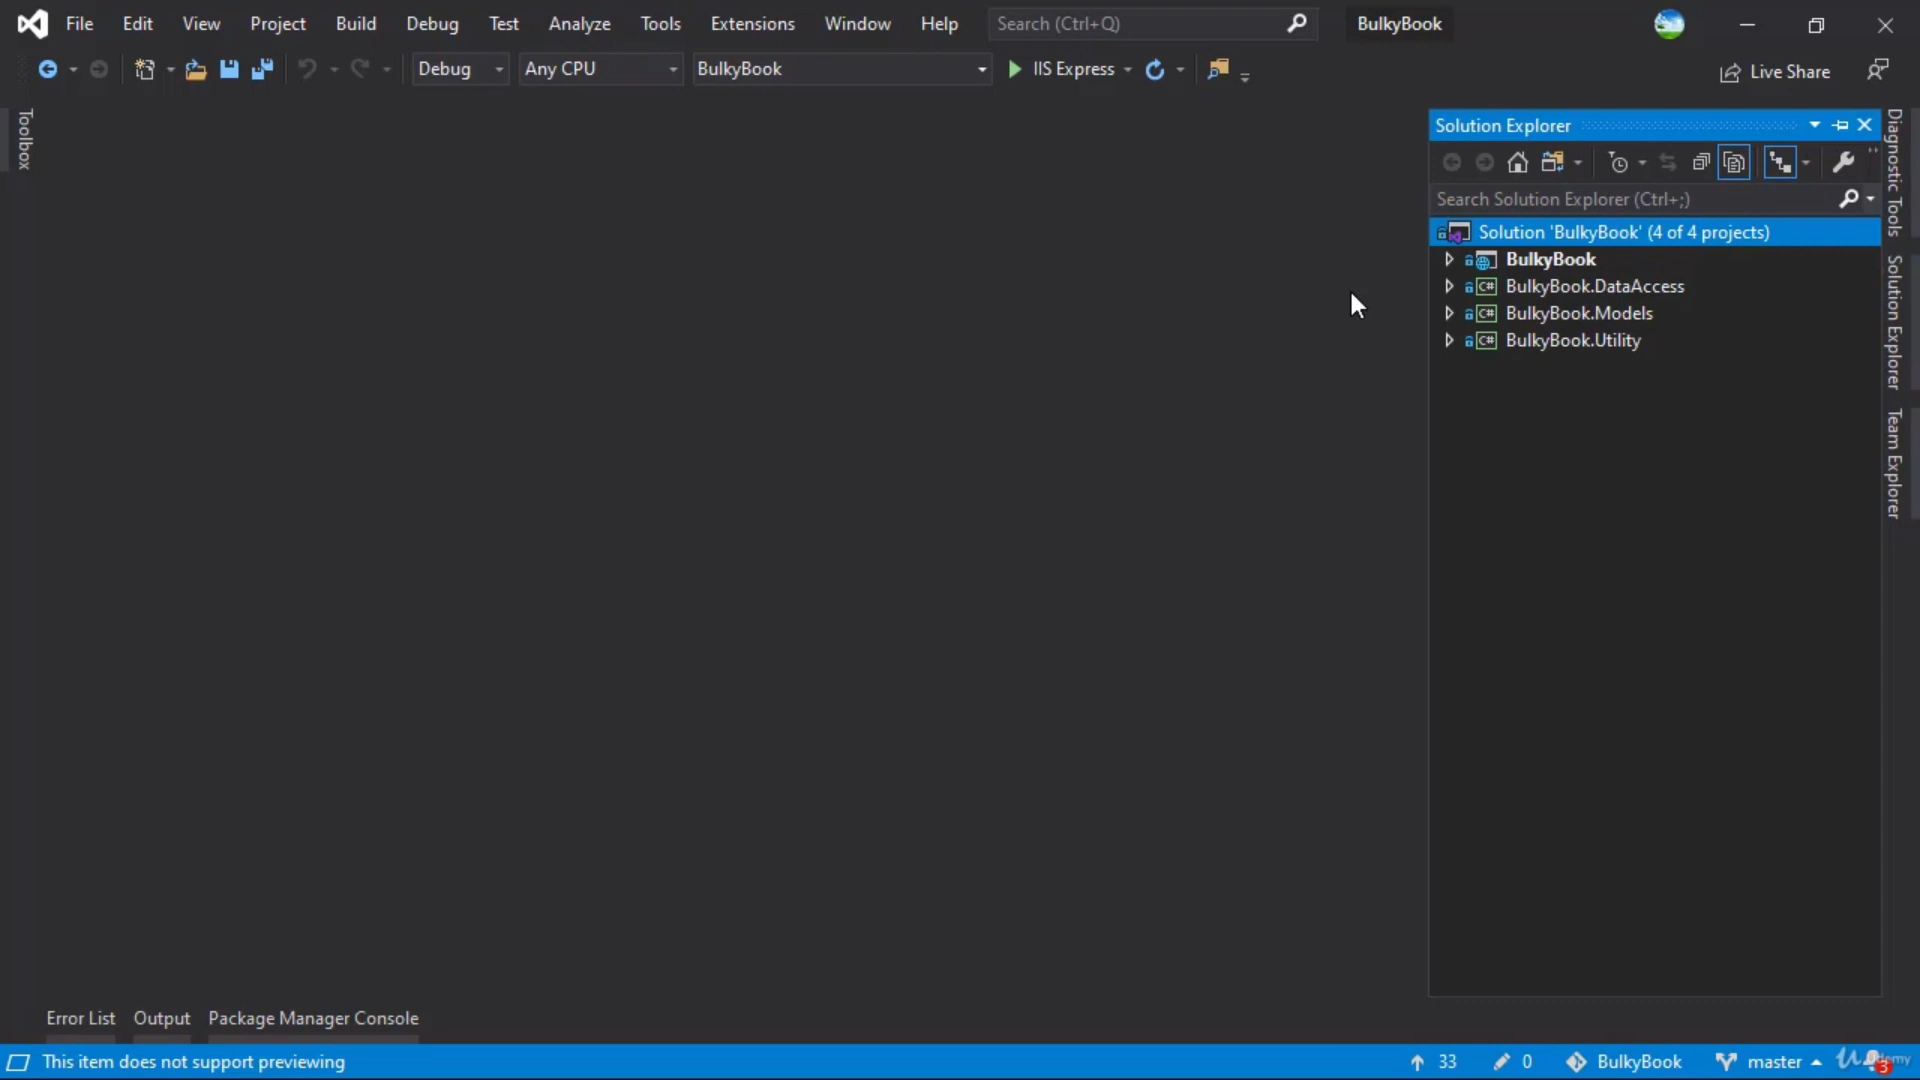 File Edit View Project Build Debug Test Analyze Tools Extensions Window Help Search (Ctrl+Q) BulkyBook
Debug Any CPU BulkyBook IIS Express Live Share
Toolbox
Solution Explorer
Search Solution Explorer (Ctrl+;)
Solution 'BulkyBook' (4 of 4 projects)
BulkyBook
C# BulkyBook.DataAccess
C# BulkyBook.Models
C# BulkyBook.Utility
Diagnostic Tools
Solution Explorer
Team Explorer
Error List Output Package Manager Console
This item does not support previewing 33 0 BulkyBook master 3